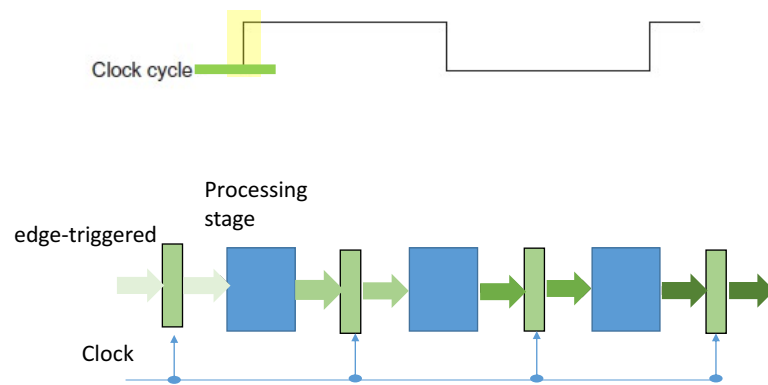 Clock cycle
Processing
stage
edge-triggered
Clock